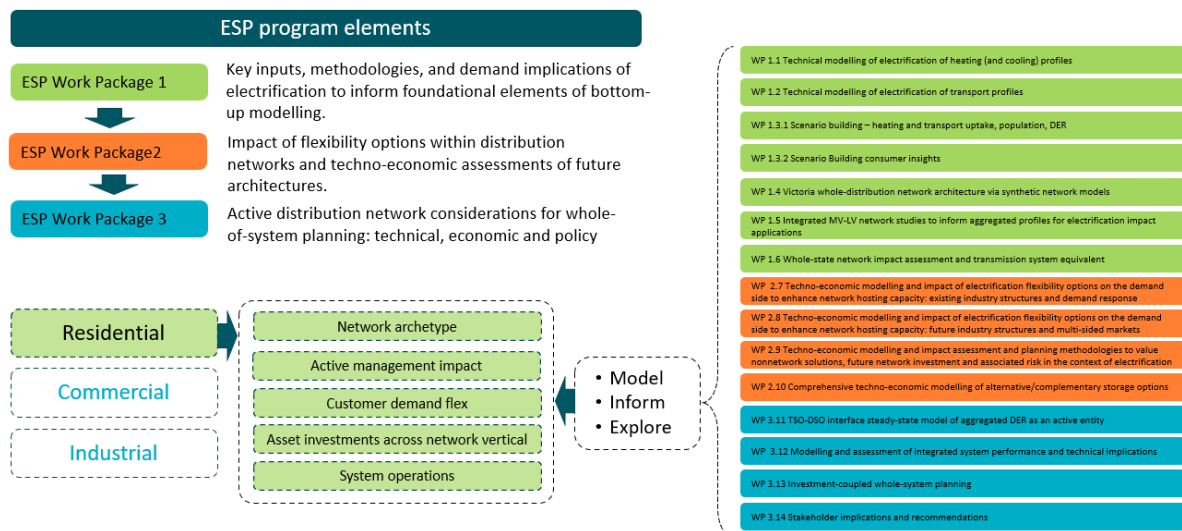 ESP program elements
ESP Work Package 1
Key inputs, methodologies, and demand implications of
electrification to inform foundational elements of bottom-
up modelling.
ESP Work Package2
Impact of flexibility options within distribution
networks and techno-economic assessments of future
architectures.
ESP Work Package 3
Active distribution network considerations for whole-
of-system planning: technical, economic and policy
Residential
Commercial
Industrial
Network archetype
Active management impact
Customer demand flex
Asset investments across network vertical
System operations
• Model
• Inform
• Explore
WP 1.1 Technical modelling of electrification of heating (and cooling) profiles
WP 1.2 Technical modelling of electrification of transport profiles
WP 1.3.1 Scenario building – heating and transport uptake, population, DER
WP 1.3.2 Scenario Building consumer insights
WP 1.4 Victoria whole-distribution network architecture via synthetic network models
WP 1.5 Integrated MV-LV network studies to inform aggregated profiles for electrification impact
applications
WP 1.6 Whole-state network impact assessment and transmission system equivalent
WP 2.7 Techno-economic modelling and impact of electrification flexibility options on the demand
side to enhance network hosting capacity: existing industry structures and demand response
WP 2.8 Techno-economic modelling and impact of electrification flexibility options on the demand
side to enhance network hosting capacity: future industry structures and multi-sided markets
WP 2.9 Techno-economic modelling and impact assessment and planning methodologies to value
nonnetwork solutions, future network investment and associated risk in the context of electrification
WP 2.10 Comprehensive techno-economic modelling of alternative/complementary storage options
WP 3.11 TSO-DSO interface steady-state model of aggregated DER as an active entity
WP 3.12 Modelling and assessment of integrated system performance and technical implications
WP 3.13 Investment-coupled whole-system planning
WP 3.14 Stakeholder implications and recommendations